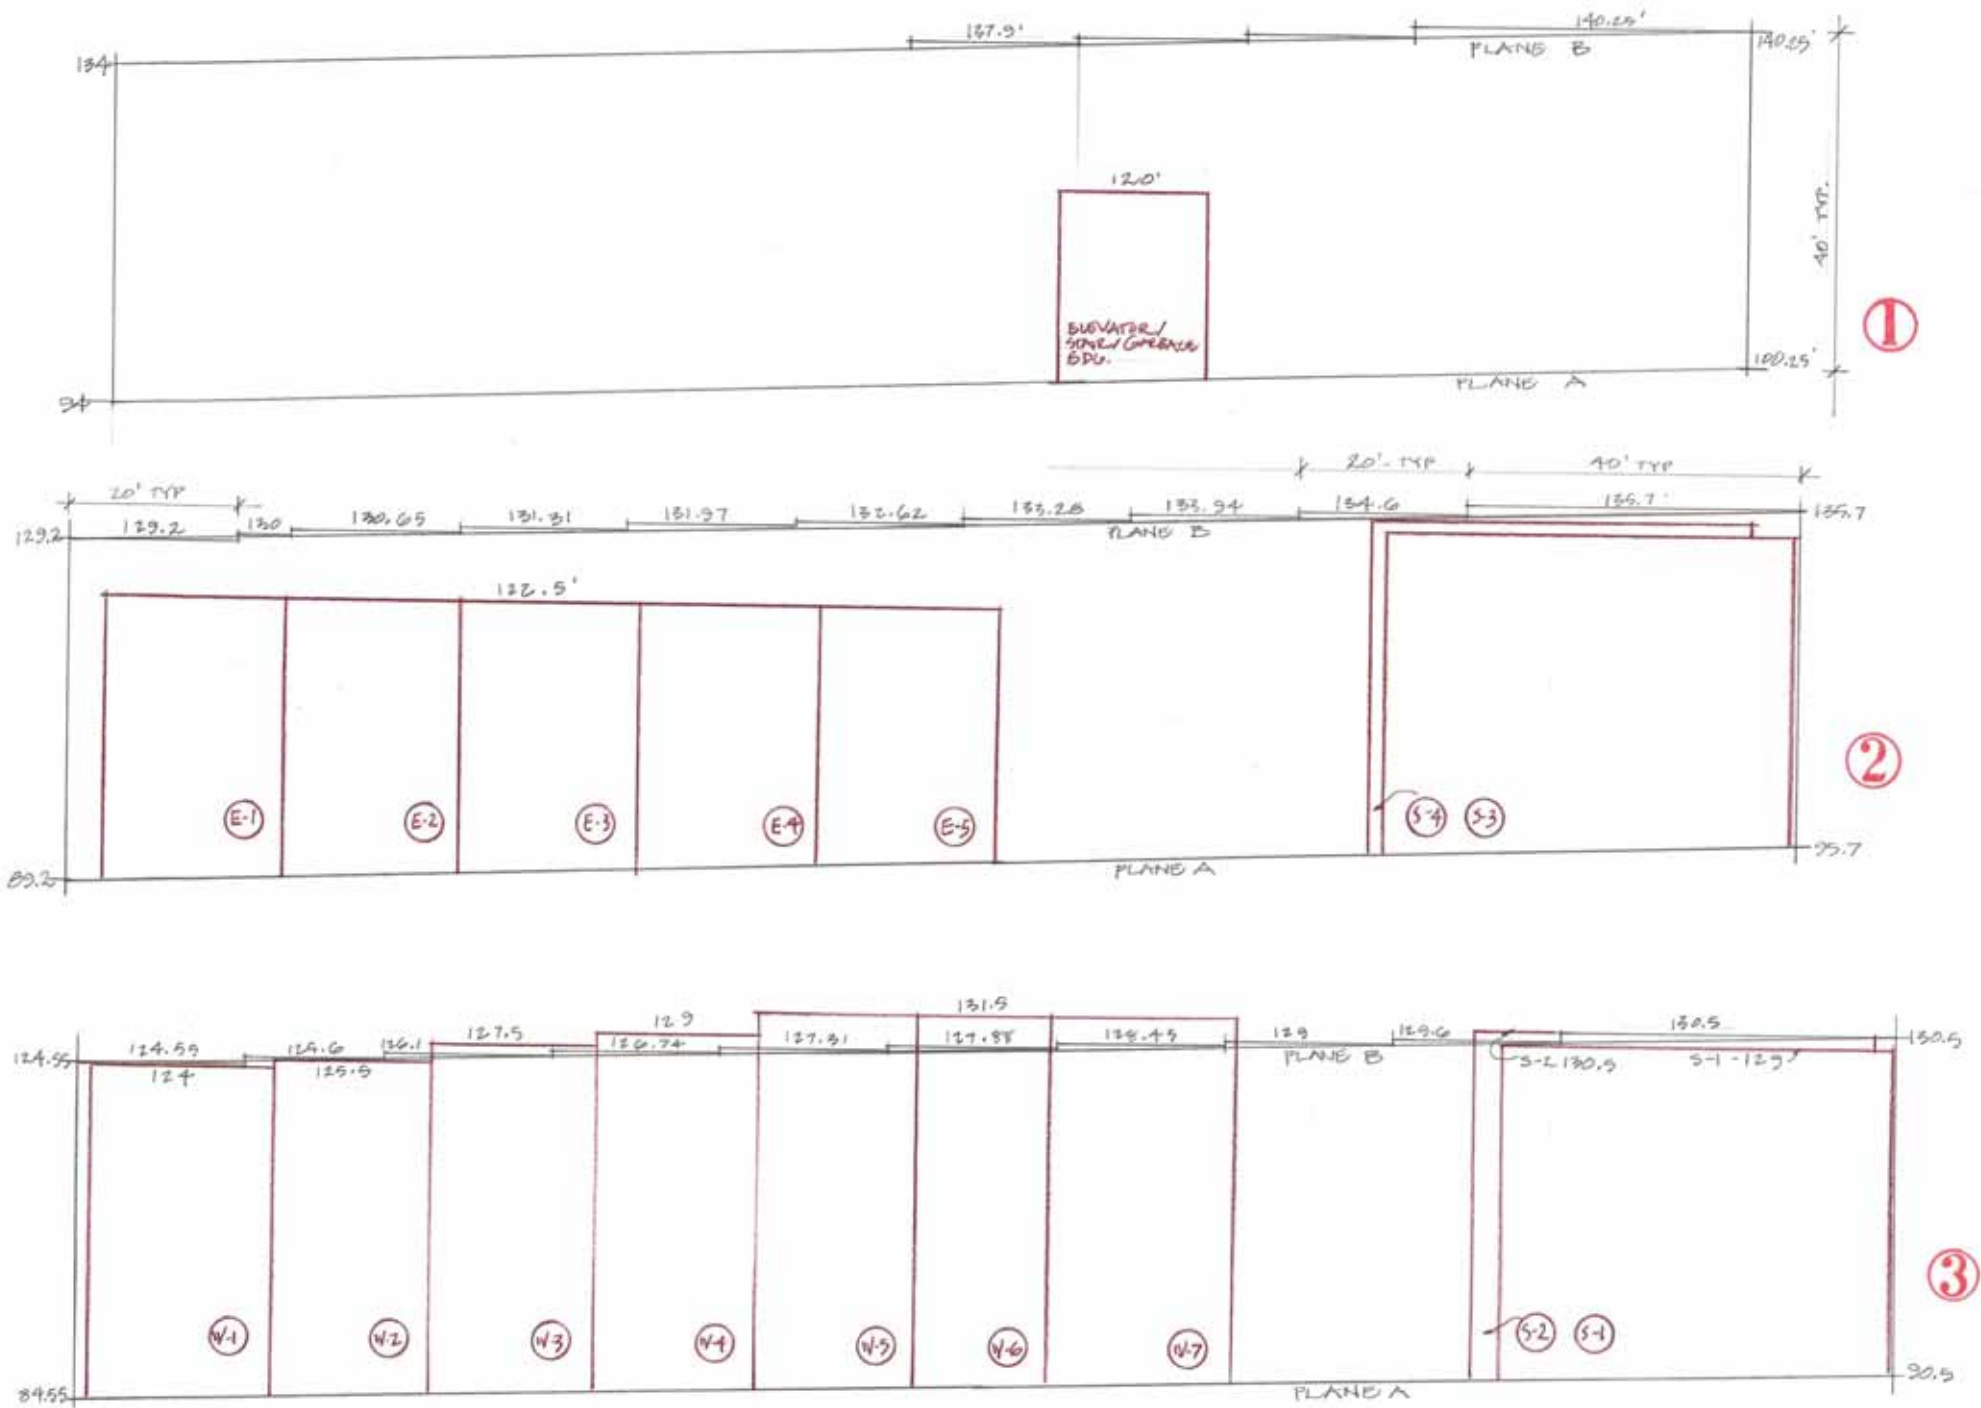 137.9'
140.25'
134
PLANE B
140.25'
120'
40' TYP.
ELEVATOR/
STAIR/GARBAGE
BDG.
①
100.25'
94
PLANE A
20' TYP
20'- TYP
40' TYP
129.2
129.2
130
130.65
131.31
131.97
132.62
133.28
133.94
134.6
135.7'
135.7
PLANE B
122.5'
②
E-1
E-2
E-3
E-4
E-5
S-4
S-3
89.2
PLANE A
95.7
131.5
124.55
124.55
125.6
126.1
127.5
126.74
129
127.31
127.88
128.45
129
129.6
130.5
130.5
124
125.5
PLANE B
S-2 130.5
S-1 - 129'
③
W-1
W-2
W-3
W-4
W-5
W-6
W-7
S-2
S-1
84.55
PLANE A
90.5